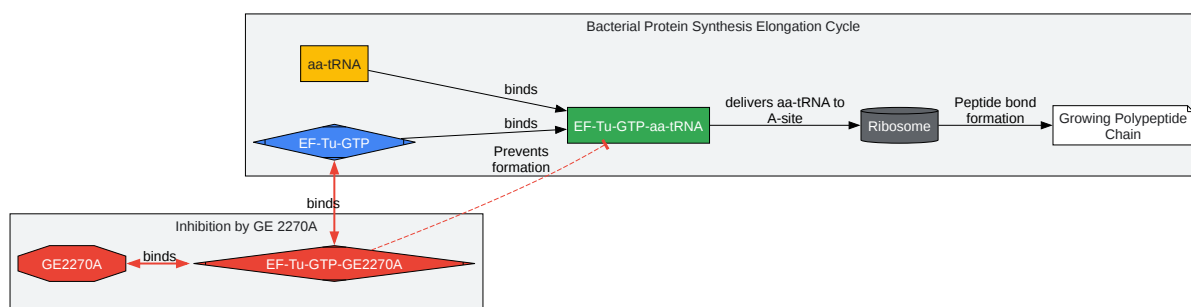 Bacterial Protein Synthesis Elongation Cycle
aa-tRNA
binds
EF-Tu-GTP
binds
EF-Tu-GTP-aa-tRNA
delivers aa-tRNA to
A-site
Ribosome
Peptide bond
formation
Growing Polypeptide
Chain
Prevents
formation
binds
Inhibition by GE 2270A
GE2270A
binds
EF-Tu-GTP-GE2270A